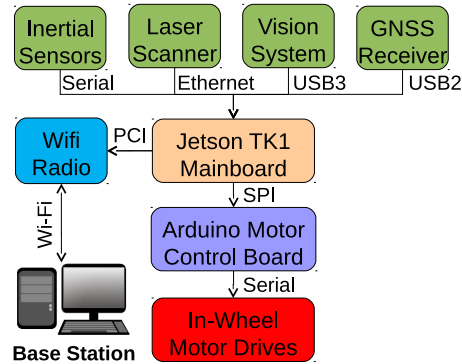 Inertial
Sensors
Laser
Scanner
Vision
System
GNSS
Receiver
Serial
Ethernet
USB3
USB2
Wifi
Radio
PCI
Jetson TK1
Mainboard
SPI
Wi-Fi
Arduino Motor
Control Board
Serial
In-Wheel
Motor Drives
Base Station